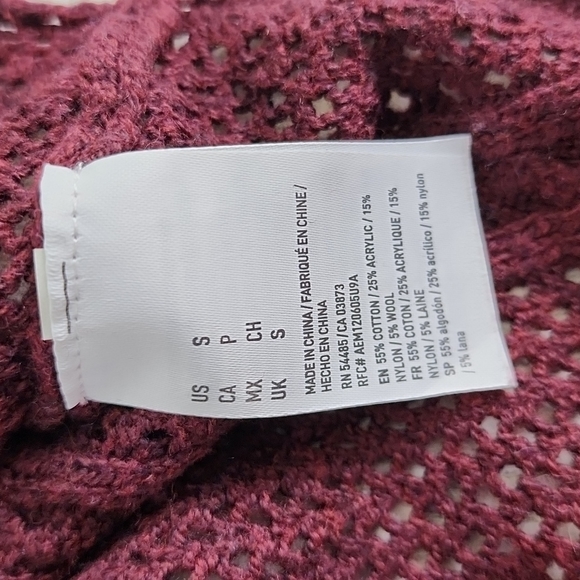 US S
CA P
MX CH
UK S
MADE IN CHINA / FABRIQUÉ EN CHINE /
HECHO EN CHINA
RN 54485 / CA 03873
RFC# AEM120605U9A
EN 55% COTTON / 25% ACRYLIC / 15%
NYLON / 5% WOOL
FR 55% COTON / 25% ACRYLIQUE / 15%
NYLON / 5% LAINE
SP 55% algodón / 25% acrílico / 15% nylon
/ 5% lana